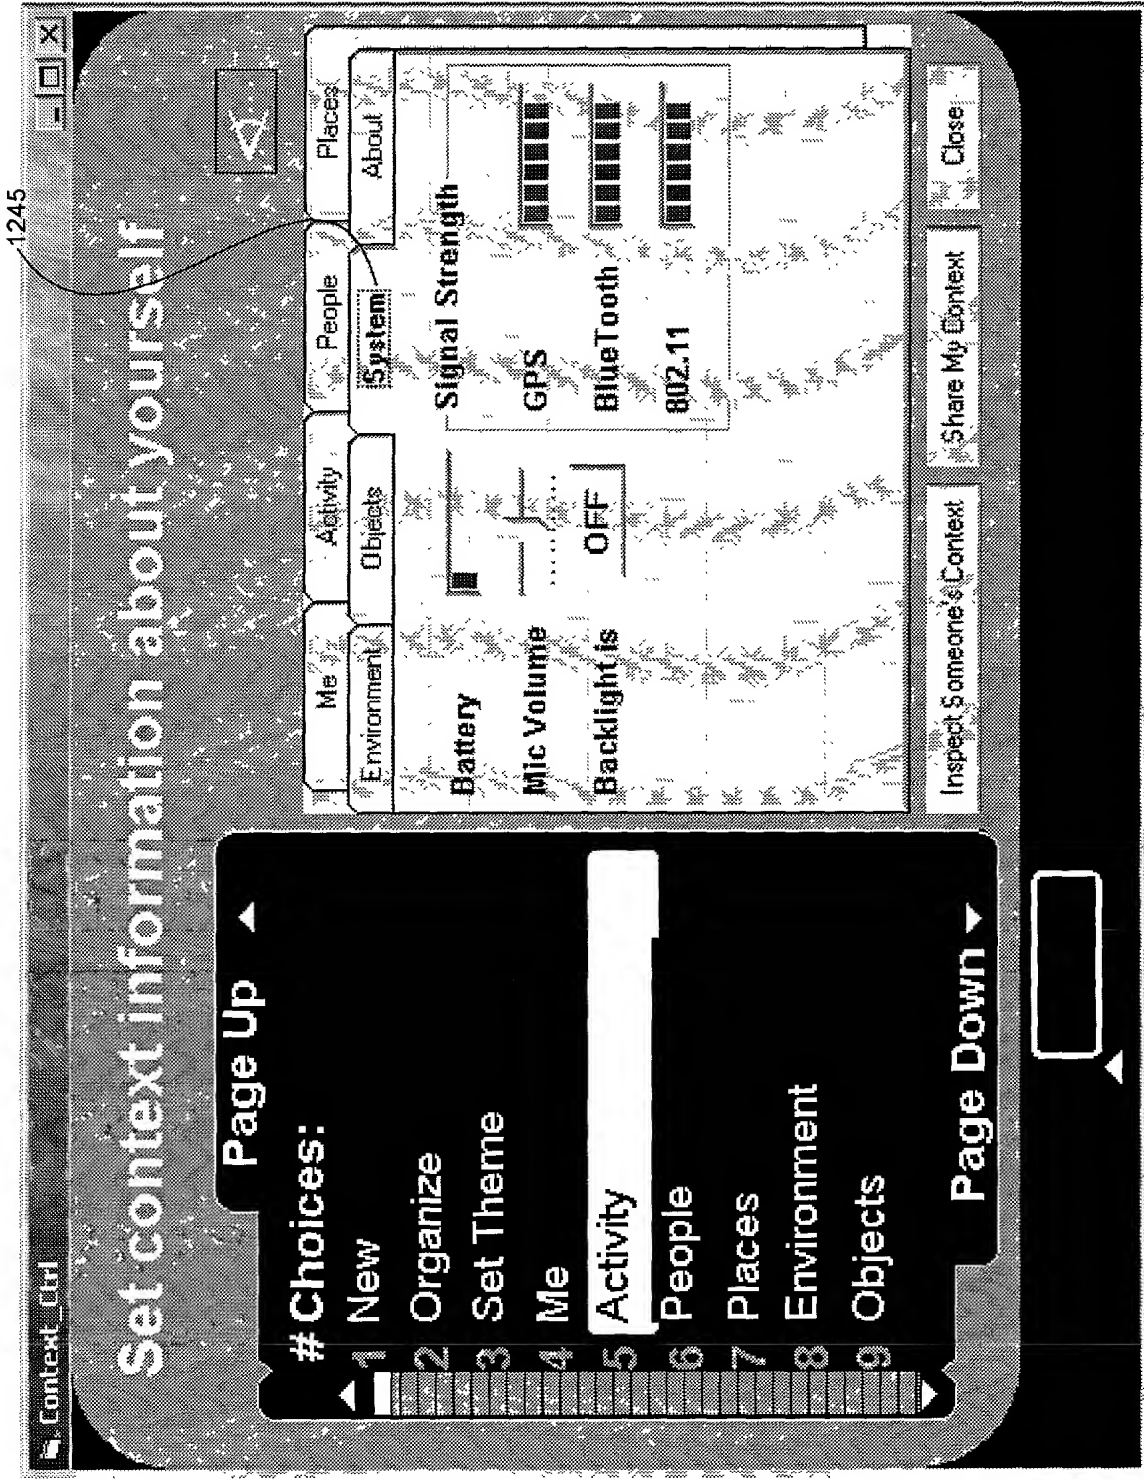 1245
Context_Ctrl
Set context information about yourself
Page Up
# Choices:
1 New
2 Organize
3 Set Theme
4 Me
5 Activity
6 People
7 Places
8 Environment
9 Objects
Page Down
Me Activity People Places
Environment Objects System About
Battery
Mic Volume
Backlight is OFF
Signal Strength
GPS
BlueTooth
802.11
Inspect Someone's Context Share My Context Close